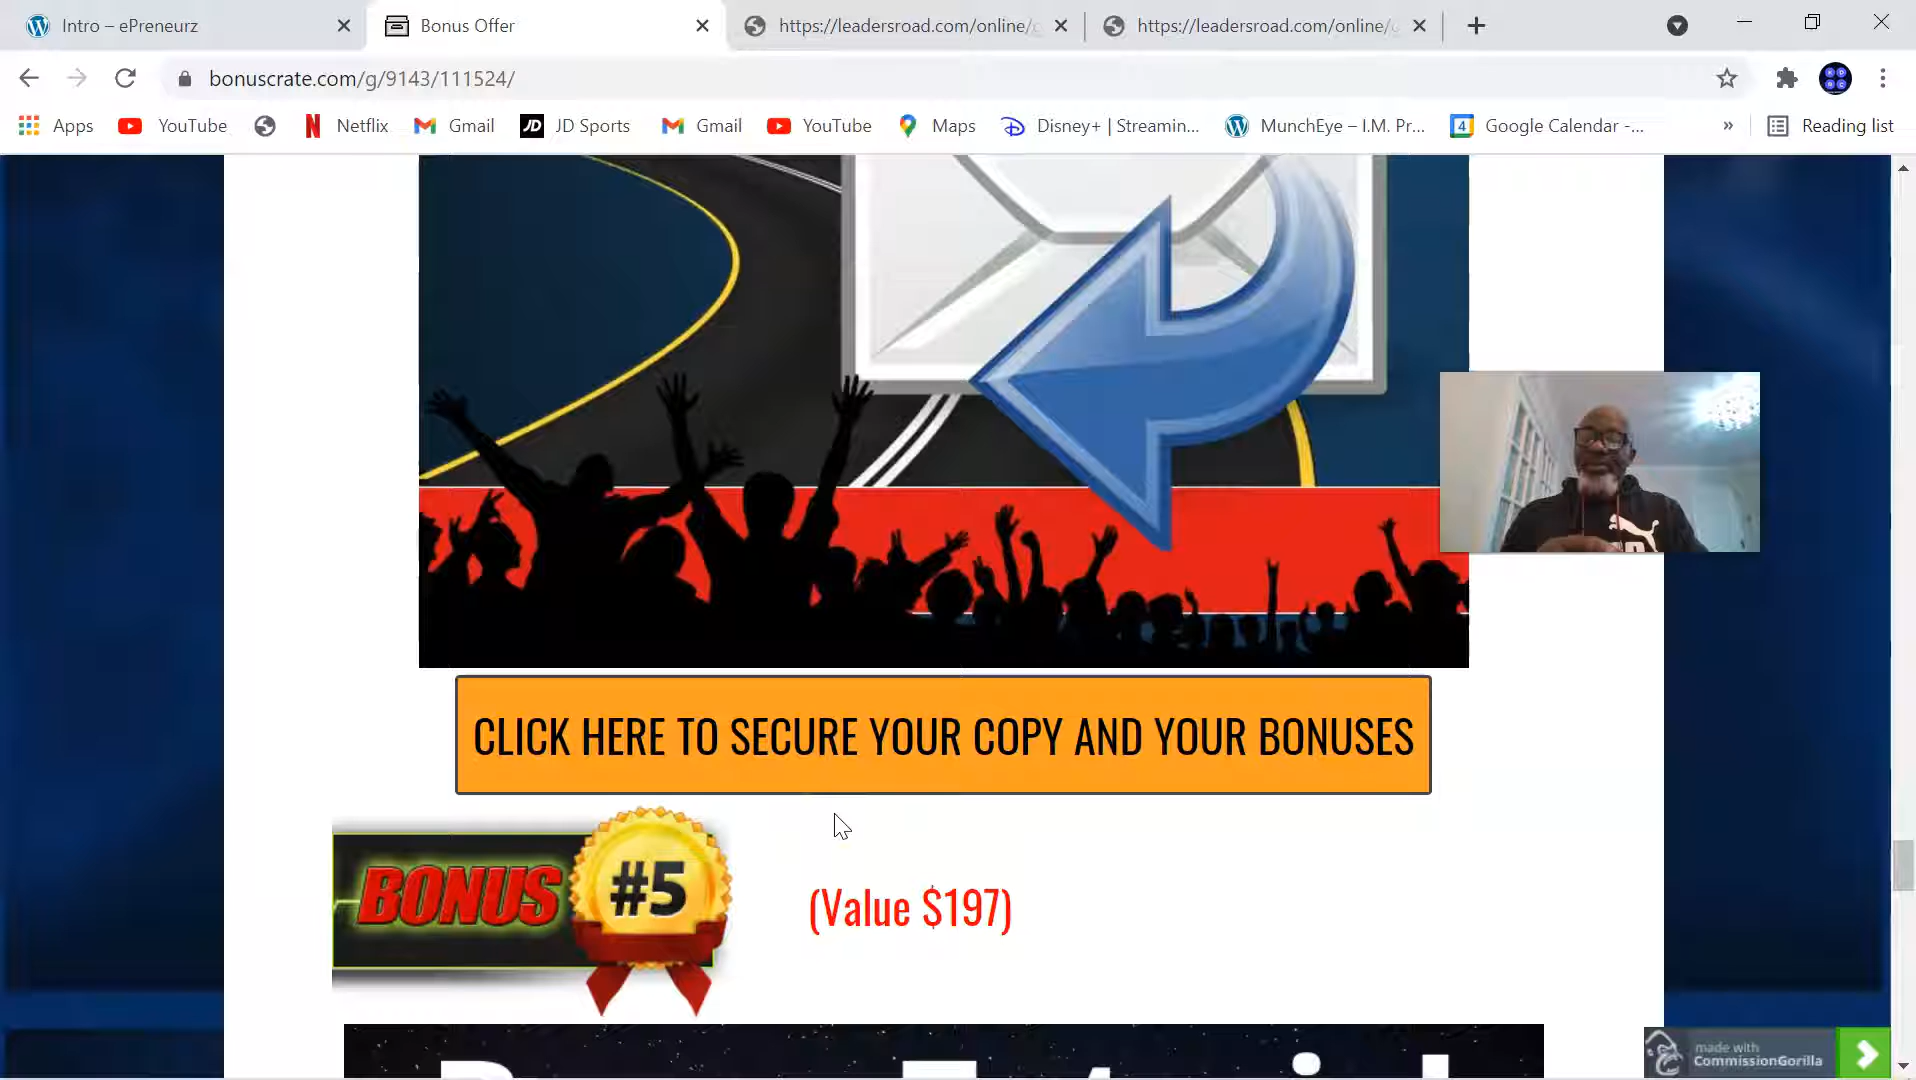 Intro – ePreneurz
Bonus Offer
https://leadersroad.com/online/
https://leadersroad.com/online/
bonuscrate.com/g/9143/111524/
Apps
YouTube
Netflix
JD
JD Sports
Gmail
Gmail
YouTube
Maps
Disney+ | Streamin...
MunchEye – I.M. Pr...
4
Google Calendar -...
»
Reading list
CLICK HERE TO SECURE YOUR COPY AND YOUR BONUSES
BONUS
#5
(Value $197)
made with
CommissionGorilla